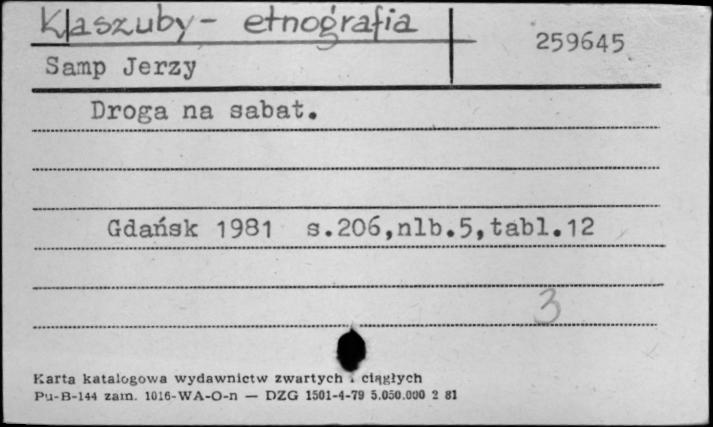 Kaszuby - etnografia
259645
Samp Jerzy
Droga na sabat.
Gdańsk 1981 s.206,nlb.5,tabl.12
3
Karta katalogowa wydawnictw zwartych i ciągłych
Pu-B-144 zam. 1016-WA-O-n — DZG 1501-4-79 5.050.000 2 81